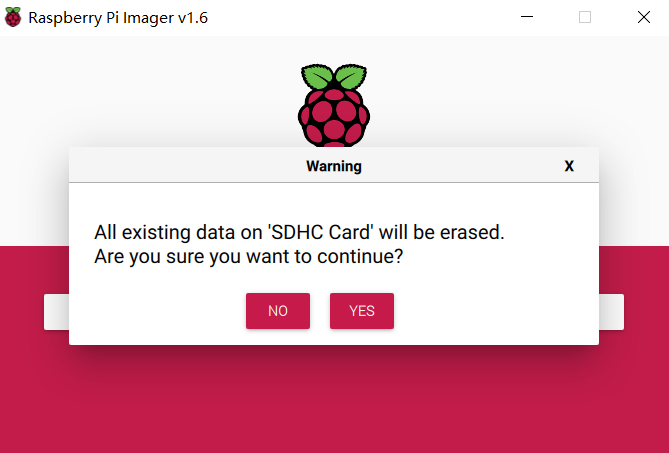 Raspberry Pi Imager v1.6
Warning
X
All existing data on 'SDHC Card' will be erased.
Are you sure you want to continue?
NO
YES